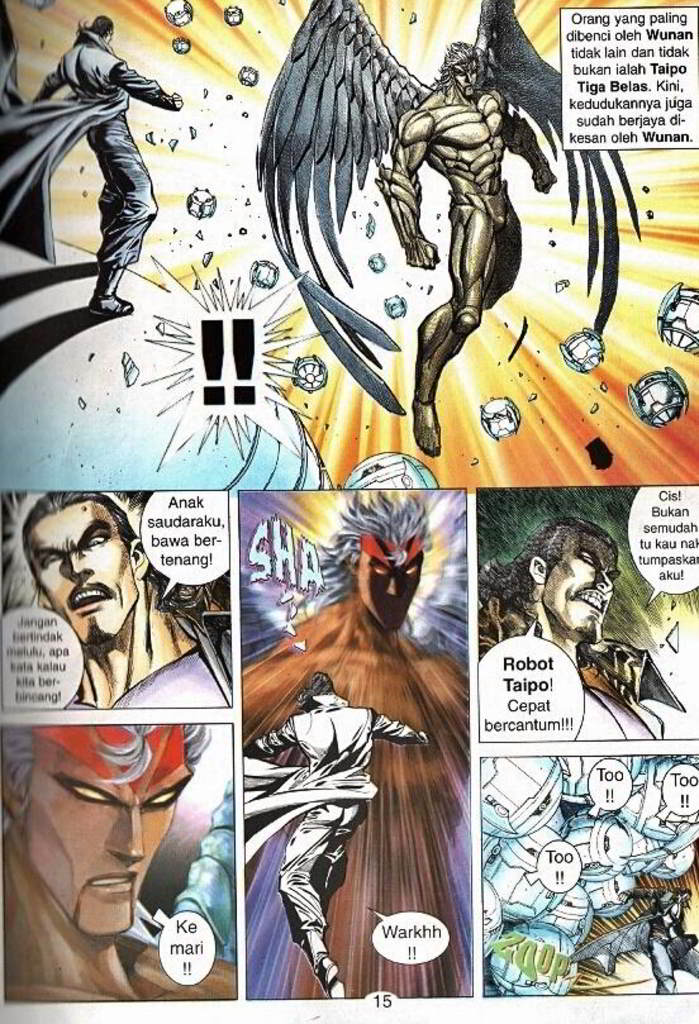 Orang yang paling
dibenci oleh Wunan
tidak lain dan tidak
bukan ialah Taipo
Tiga Belas. Kini,
kedudukannya juga
sudah berjaya di-
kesan oleh Wunan.
!!
Anak
saudaraku,
bawa ber-
tenang!
Jangan
bertindak
melulu, apa
kata kalau
kita ber-
bincang!
SHA
Cis!
Bukan
semudah
tu kau nak
tumpaskan
aku!
Robot
Taipo!
Cepat
bercantum!!!
Ke
mari
!!
Warkhh
!!
Too
!!
Too
!!
Too
!!
ZOOP
15